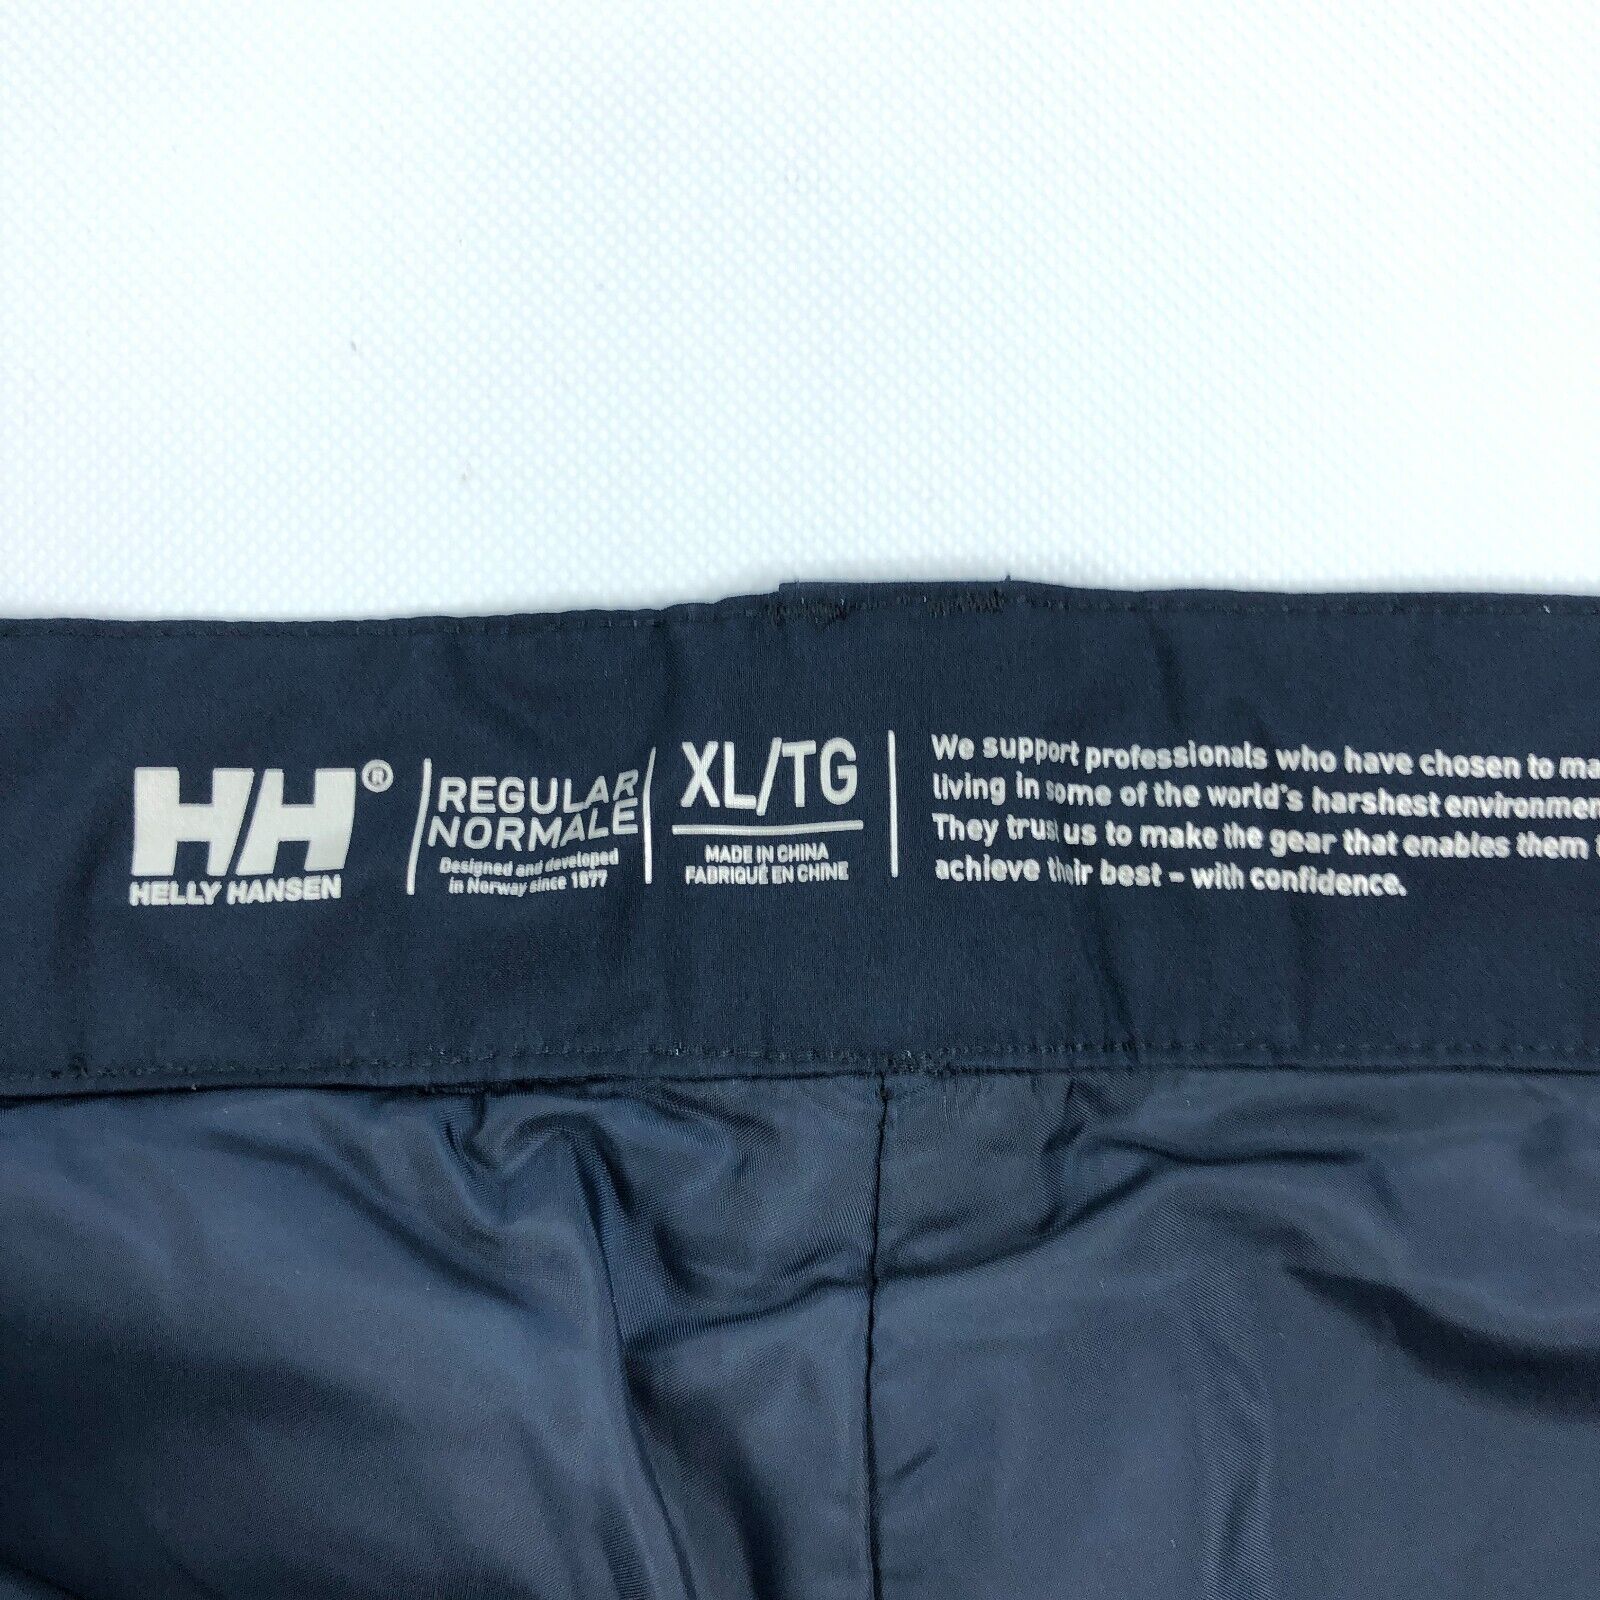 HH®
HELLY HANSEN
REGULAR
NORMALE
Designed and developed
in Norway since 1877
XL/TG
MADE IN CHINA
FABRIQUÉ EN CHINE
We support professionals who have chosen to
living in some of the world's harshest
They trust us to make the gear that enables them
achieve their best – with confidence.